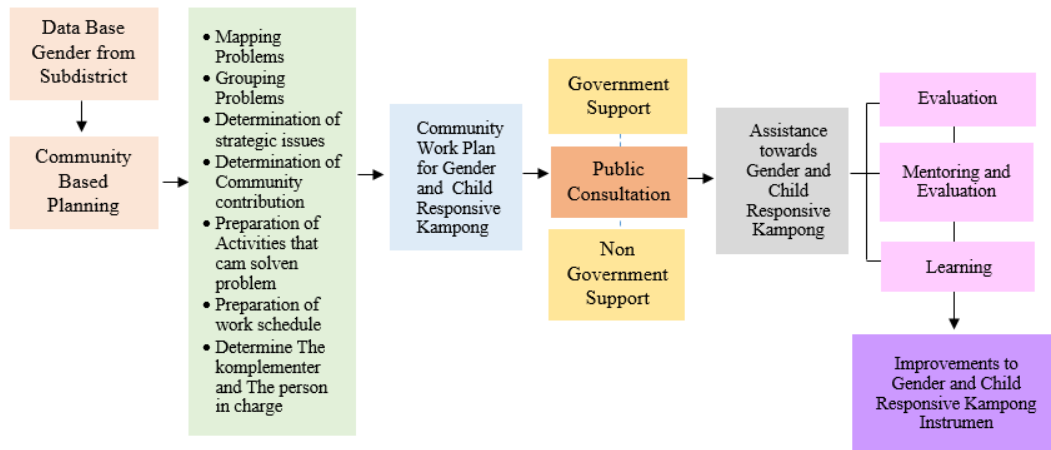 Data Base
Gender from
Subdistrict
Community
Based
Planning
• Mapping
Problems
• Grouping
Problems
• Determination of
strategic issues
• Determination of
Community
contribution
• Preparation of
Activities that
cam solven
problem
• Preparation of
work schedule
• Determine The
komplementer
and The person
in charge
Community
Work Plan
for Gender
and Child
Responsive
Kampong
Government
Support
Public
Consultation
Non
Government
Support
Assistance
towards
Gender and
Child
Responsive
Kampong
Evaluation
Mentoring and
Evaluation
Learning
Improvements to
Gender and Child
Responsive Kampong
Instrumen